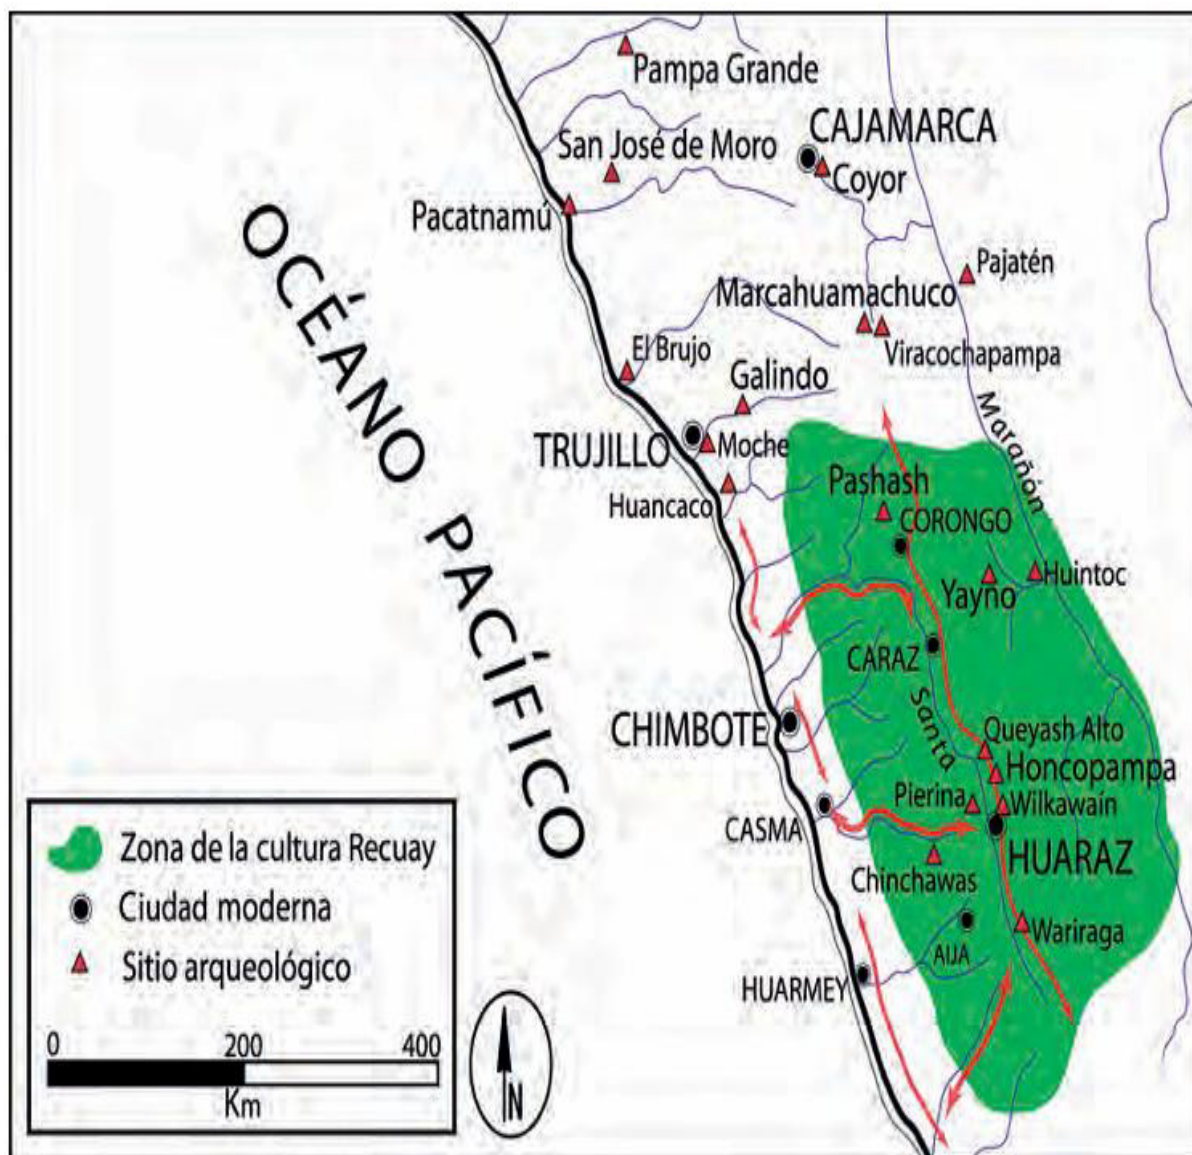 Pampa Grande
CAJAMARCA
San José de Moro
Coyor
Pacatnamú
OCÉANO PACÍFICO
Pajatén
Marcahuamachuco
Viracochapampa
El Brujo
Galindo
Marañón
TRUJILLO
Moche
Pashash
Huancaco
CORONGO
Yayno
Huintoc
CARAZ
Santa
CHIMBOTE
Queyash Alto
Honcopampa
Pierina
Wilkawaín
CASMA
HUARAZ
Chinchawas
Wariraga
AIJA
HUARMEY
Zona de la cultura Recuay
Ciudad moderna
Sitio arqueológico
0 200 400
Km
N